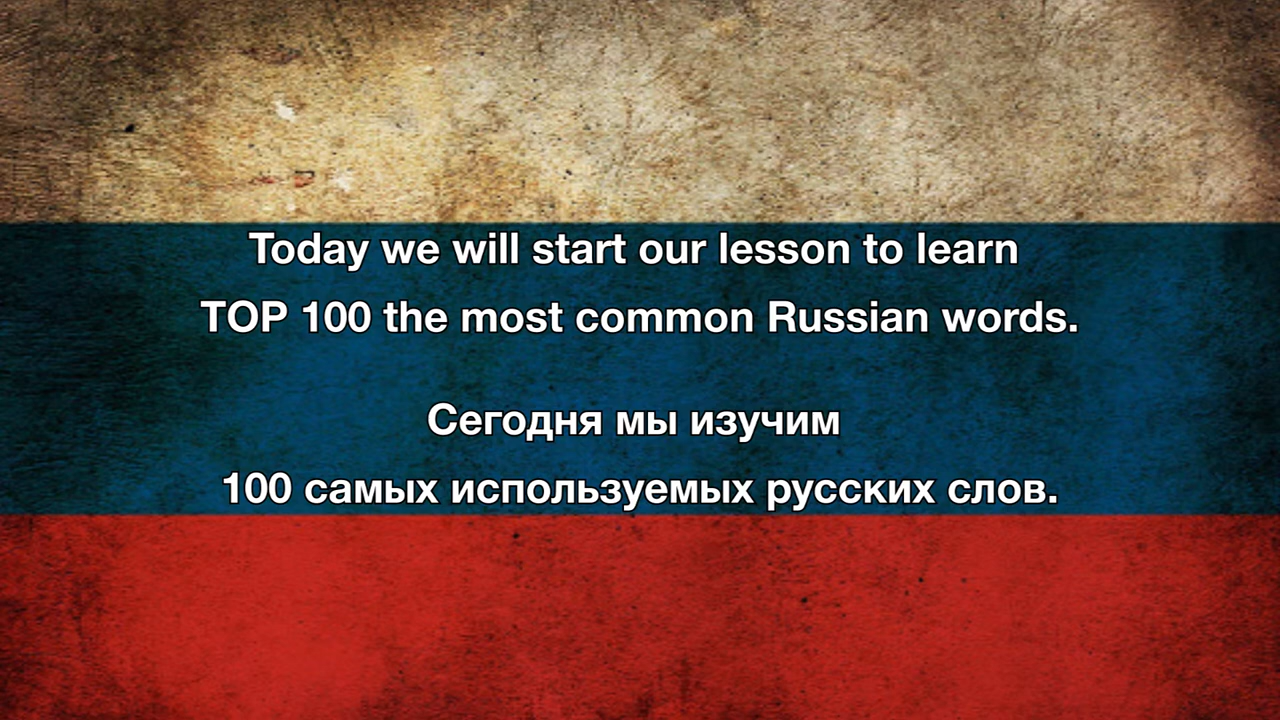 Today we will start our lesson to learn
TOP 100 the most common Russian words.
Сегодня мы изучим
100 самых используемых русских слов.